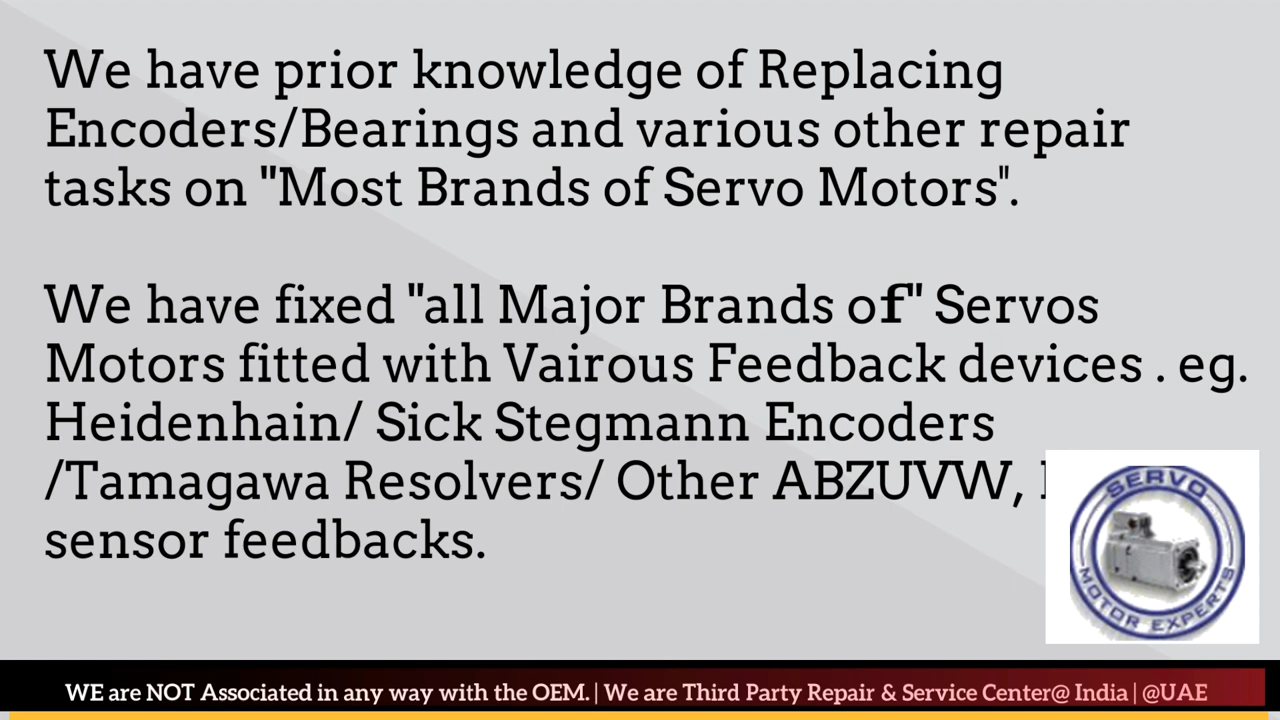 We have prior knowledge of Replacing
Encoders/Bearings and various other repair
tasks on "Most Brands of Servo Motors".
We have fixed "all Major Brands of" Servos
Motors fitted with Vairous Feedback devices . eg.
Heidenhain/ Sick Stegmann Encoders
/Tamagawa Resolvers/ Other ABZUVW,
sensor feedbacks.
SERVO
MOTOR EXPERTS
WE are NOT Associated in any way with the OEM. | We are Third Party Repair & Service Center@ India | @UAE